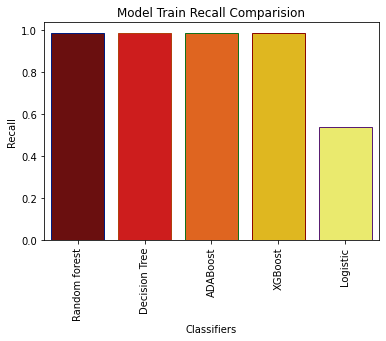 Model Train Recall Comparision
Recall
1.0
0.8
0.6
0.4
0.2
0.0
Random forest
Decision Tree
ADABoost
XGBoost
Logistic
Classifiers